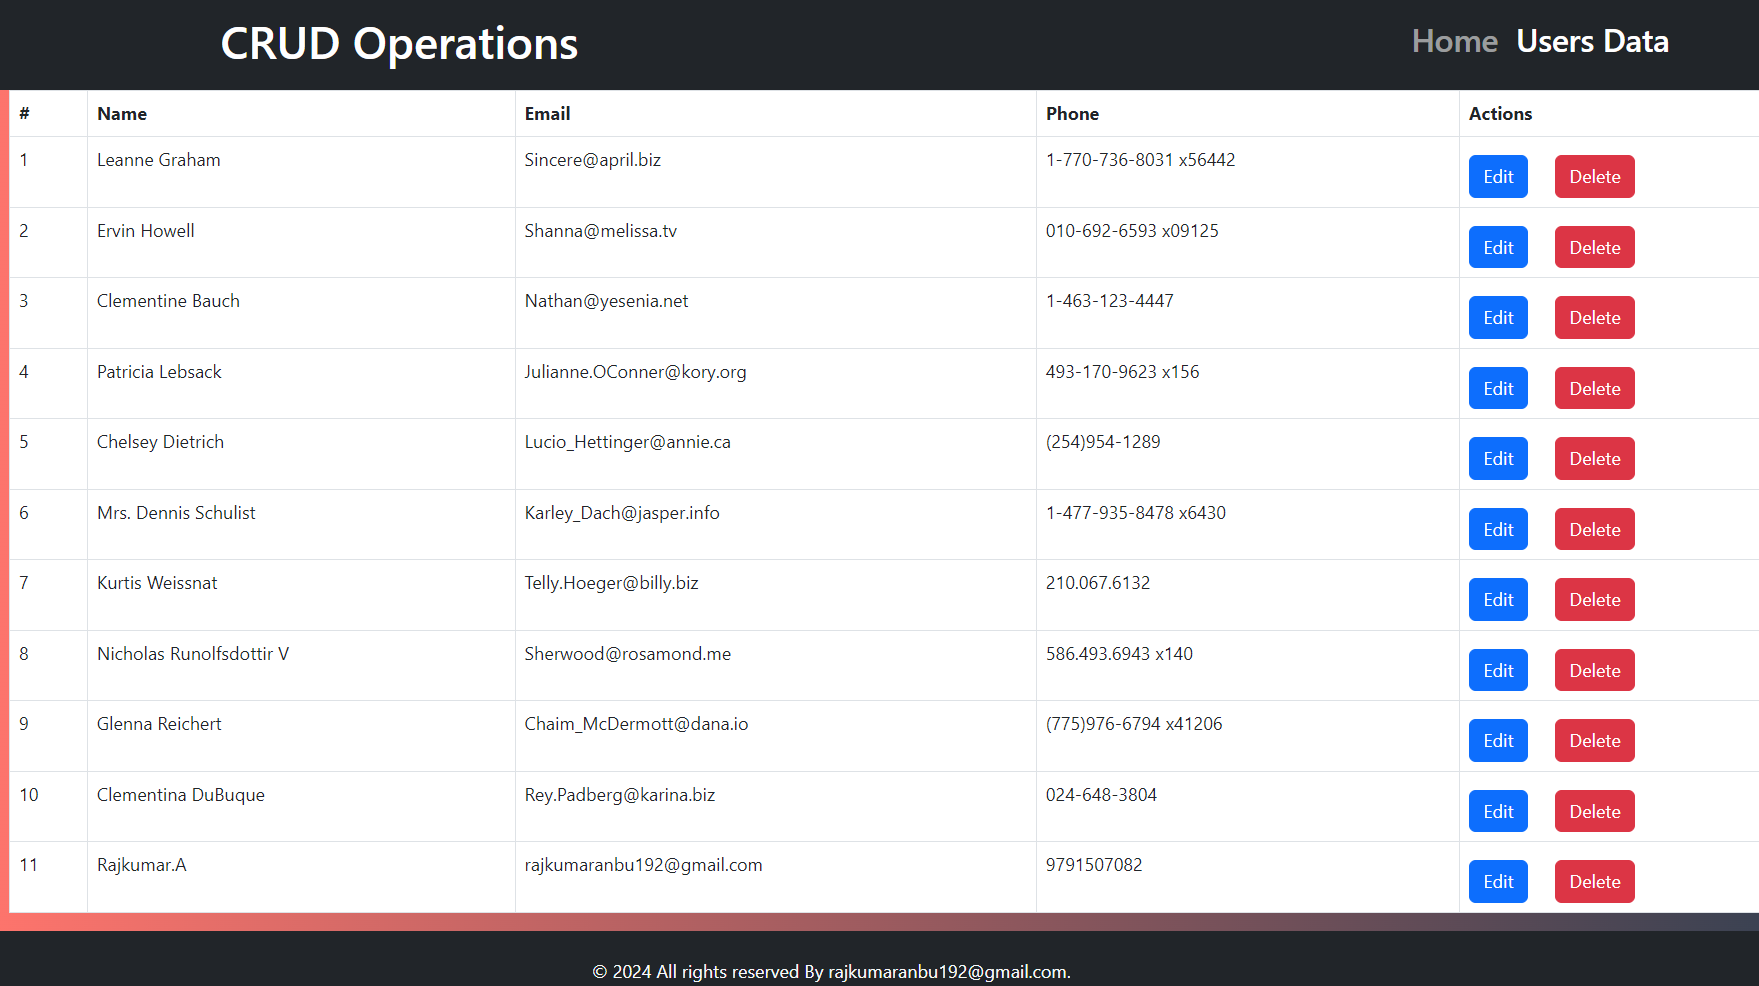 CRUD Operations Home Users Data
# Name Email Phone Actions
1 Leanne Graham Sincere@april.biz 1-770-736-8031 x56442 Edit Delete
2 Ervin Howell Shanna@melissa.tv 010-692-6593 x09125 Edit Delete
3 Clementine Bauch Nathan@yesenia.net 1-463-123-4447 Edit Delete
4 Patricia Lebsack Julianne.OConner@kory.org 493-170-9623 x156 Edit Delete
5 Chelsey Dietrich Lucio_Hettinger@annie.ca (254)954-1289 Edit Delete
6 Mrs. Dennis Schulist Karley_Dach@jasper.info 1-477-935-8478 x6430 Edit Delete
7 Kurtis Weissnat Telly.Hoeger@billy.biz 210.067.6132 Edit Delete
8 Nicholas Runolfsdottir V Sherwood@rosamond.me 586.493.6943 x140 Edit Delete
9 Glenna Reichert Chaim_McDermott@dana.io (775)976-6794 x41206 Edit Delete
10 Clementina DuBuque Rey.Padberg@karina.biz 024-648-3804 Edit Delete
11 Rajkumar.A rajkumaranbu192@gmail.com 9791507082 Edit Delete
© 2024 All rights reserved By rajkumaranbu192@gmail.com.